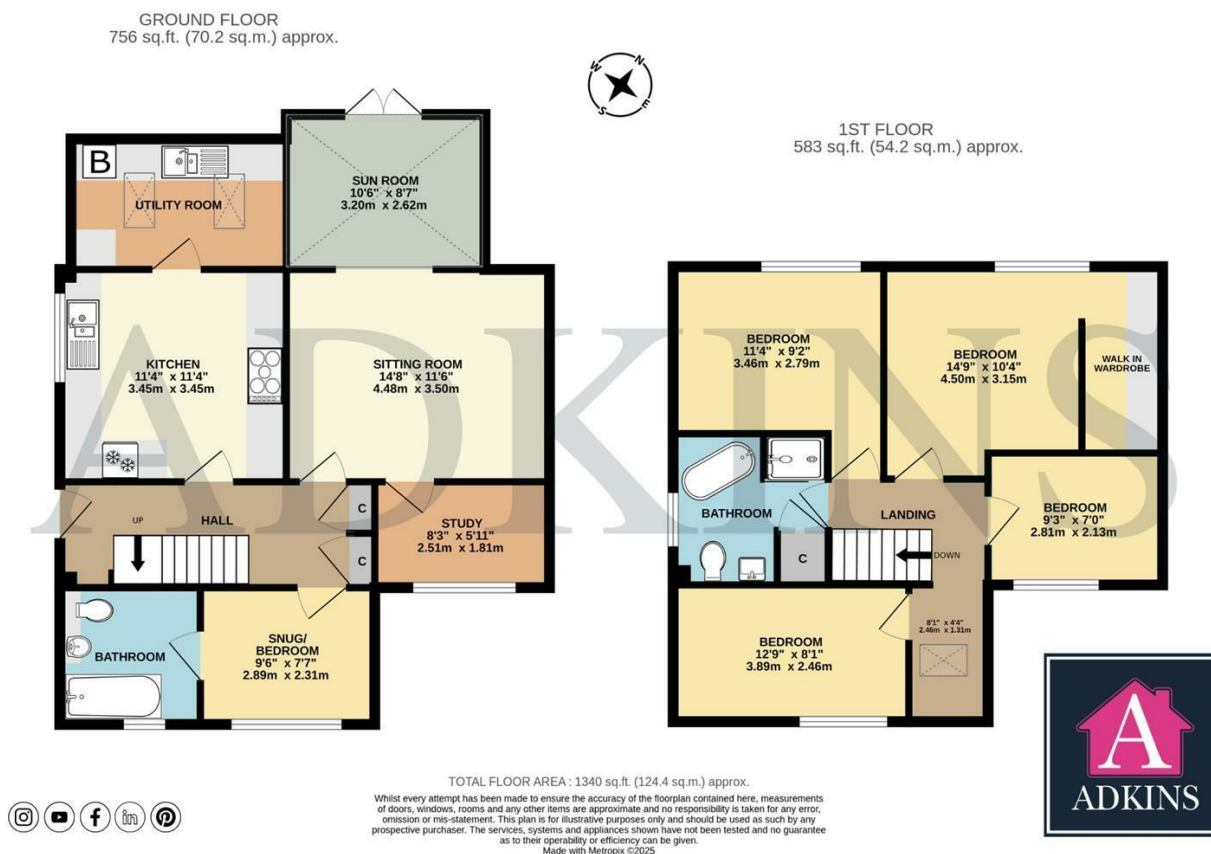 GROUND FLOOR
756 sq.ft. (70.2 sq.m.) approx.
B
UTILITY ROOM
SUN ROOM
10'6" x 8'7"
3.20m x 2.62m
KITCHEN
11'4" x 11'4"
3.45m x 3.45m
SITTING ROOM
14'8" x 11'6"
4.48m x 3.50m
UP
HALL
C
C
STUDY
8'3" x 5'11"
2.51m x 1.81m
BATHROOM
SNUG/
BEDROOM
9'6" x 7'7"
2.89m x 2.31m
N
E
S
W
1ST FLOOR
583 sq.ft. (54.2 sq.m.) approx.
BEDROOM
11'4" x 9'2"
3.46m x 2.79m
BEDROOM
14'9" x 10'4"
4.50m x 3.15m
WALK IN
WARDROBE
BATHROOM
C
LANDING
DOWN
BEDROOM
9'3" x 7'0"
2.81m x 2.13m
BEDROOM
12'9" x 8'1"
3.89m x 2.46m
8'1" x 4'4"
2.46m x 1.31m
ADKINS
A
ADKINS
TOTAL FLOOR AREA : 1340 sq.ft. (124.4 sq.m.) approx.
Whilst every attempt has been made to ensure the accuracy of the floorplan contained here, measurements
of doors, windows, rooms and any other items are approximate and no responsibility is taken for any error,
omission or mis-statement. This plan is for illustrative purposes only and should be used as such by any
prospective purchaser. The services, systems and appliances shown have not been tested and no guarantee
as to their operability or efficiency can be given.
Made with Metropix ©2025